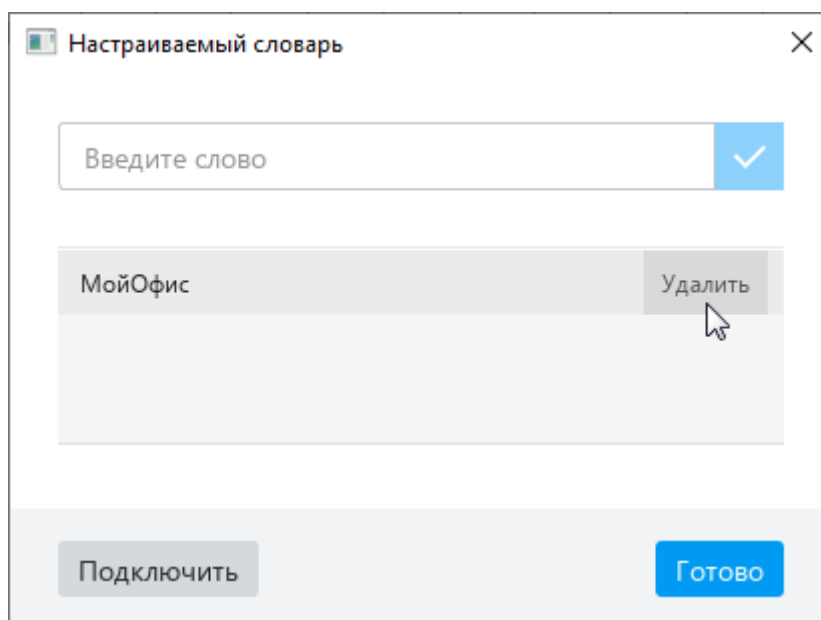 Настраиваемый словарь
Введите слово
МойОфис Удалить
Подключить Готово